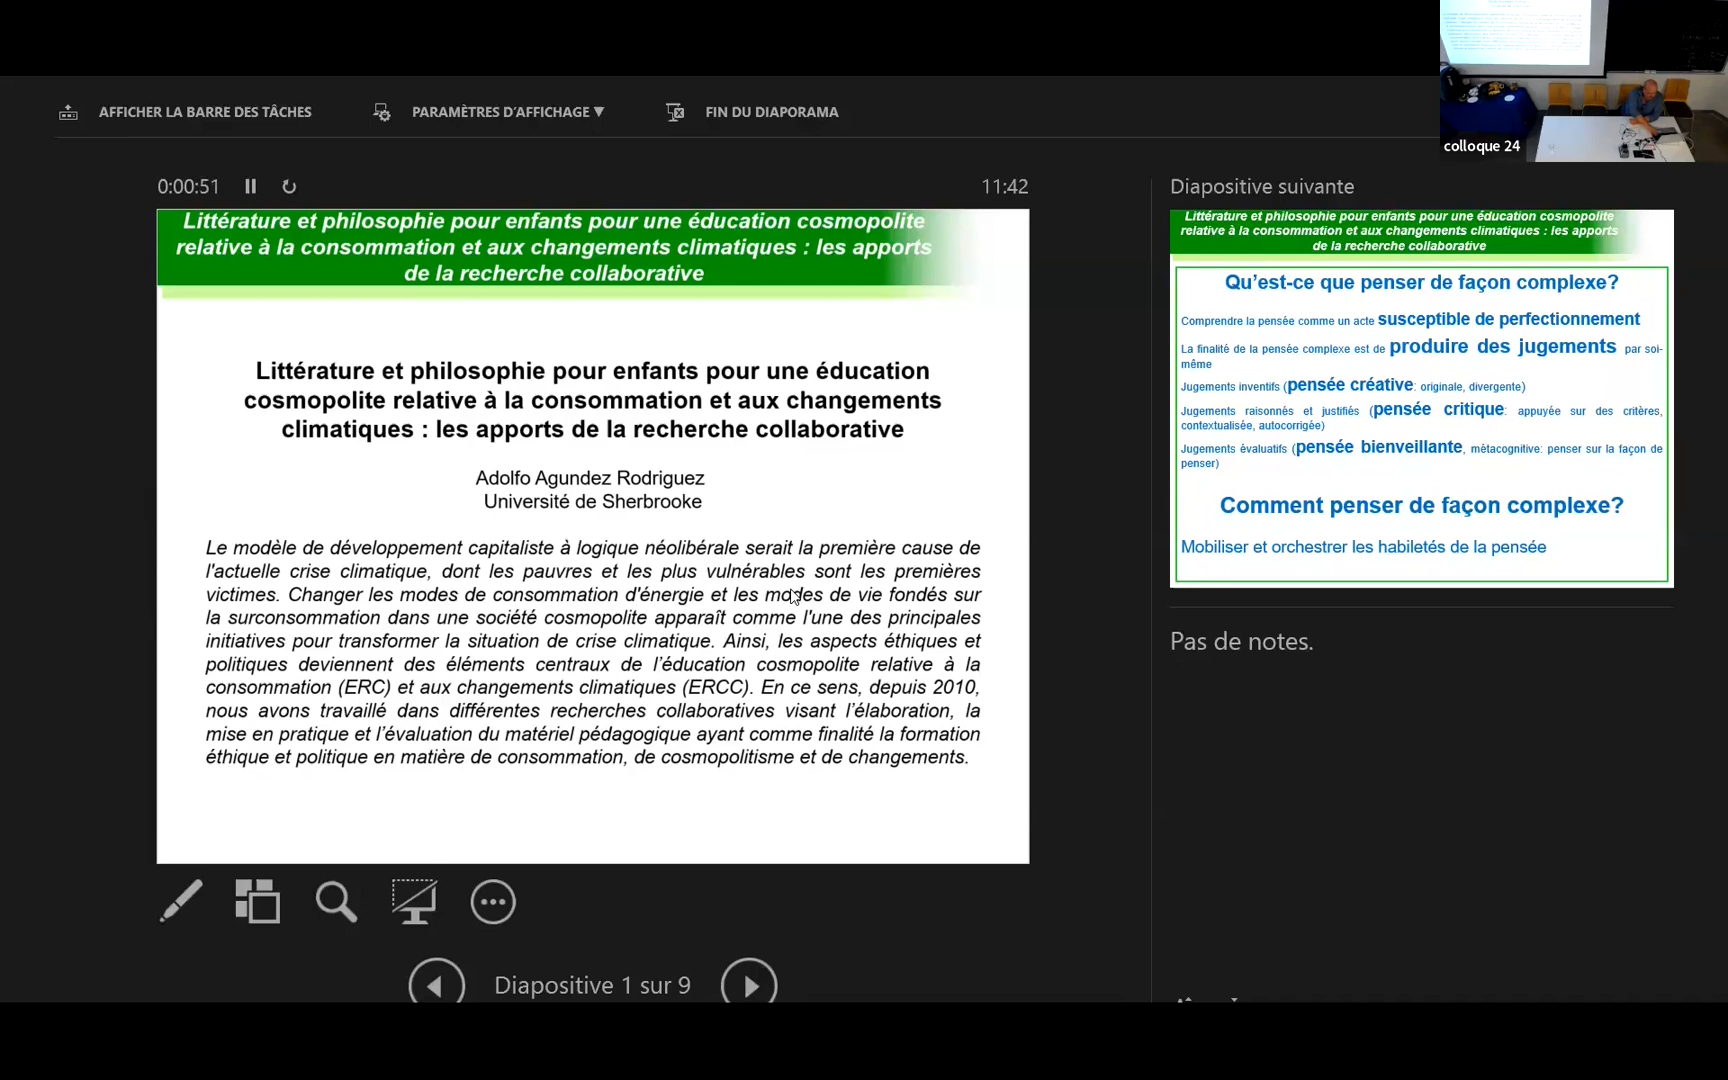 AFFICHER LA BARRE DES TÂCHES
PARAMÈTRES D'AFFICHAGE ▼
FIN DU DIAPORAMA
colloque 24
0:00:51
11:42
Littérature et philosophie pour enfants pour une éducation cosmopolite
relative à la consommation et aux changements climatiques : les apports
de la recherche collaborative
Littérature et philosophie pour enfants pour une éducation
cosmopolite relative à la consommation et aux changements
climatiques : les apports de la recherche collaborative
Adolfo Agundez Rodriguez
Université de Sherbrooke
Le modèle de développement capitaliste à logique néolibérale serait la première cause de
l'actuelle crise climatique, dont les pauvres et les plus vulnérables sont les premières
victimes. Changer les modes de consommation d'énergie et les modes de vie fondés sur
la surconsommation dans une société cosmopolite apparaît comme l'une des principales
initiatives pour transformer la situation de crise climatique. Ainsi, les aspects éthiques et
politiques deviennent des éléments centraux de l'éducation cosmopolite relative à la
consommation (ERC) et aux changements climatiques (ERCC). En ce sens, depuis 2010,
nous avons travaillé dans différentes recherches collaboratives visant l'élaboration, la
mise en pratique et l'évaluation du matériel pédagogique ayant comme finalité la formation
éthique et politique en matière de consommation, de cosmopolitisme et de changements.
Diapositive 1 sur 9
Diapositive suivante
Littérature et philosophie pour enfants pour une éducation cosmopolite
relative à la consommation et aux changements climatiques : les apports
de la recherche collaborative
Qu'est-ce que penser de façon complexe?
Comprendre la pensée comme un acte susceptible de perfectionnement
La finalité de la pensée complexe est de produire des jugements par soi-
même
Jugements inventifs (pensée créative: originale, divergente)
Jugements raisonnés et justifiés (pensée critique: appuyée sur des critères,
contextualisée, autocorrigée)
Jugements évaluatifs (pensée bienveillante, métacognitive: penser sur la façon de
penser)
Comment penser de façon complexe?
Mobiliser et orchestrer les habiletés de la pensée
Pas de notes.